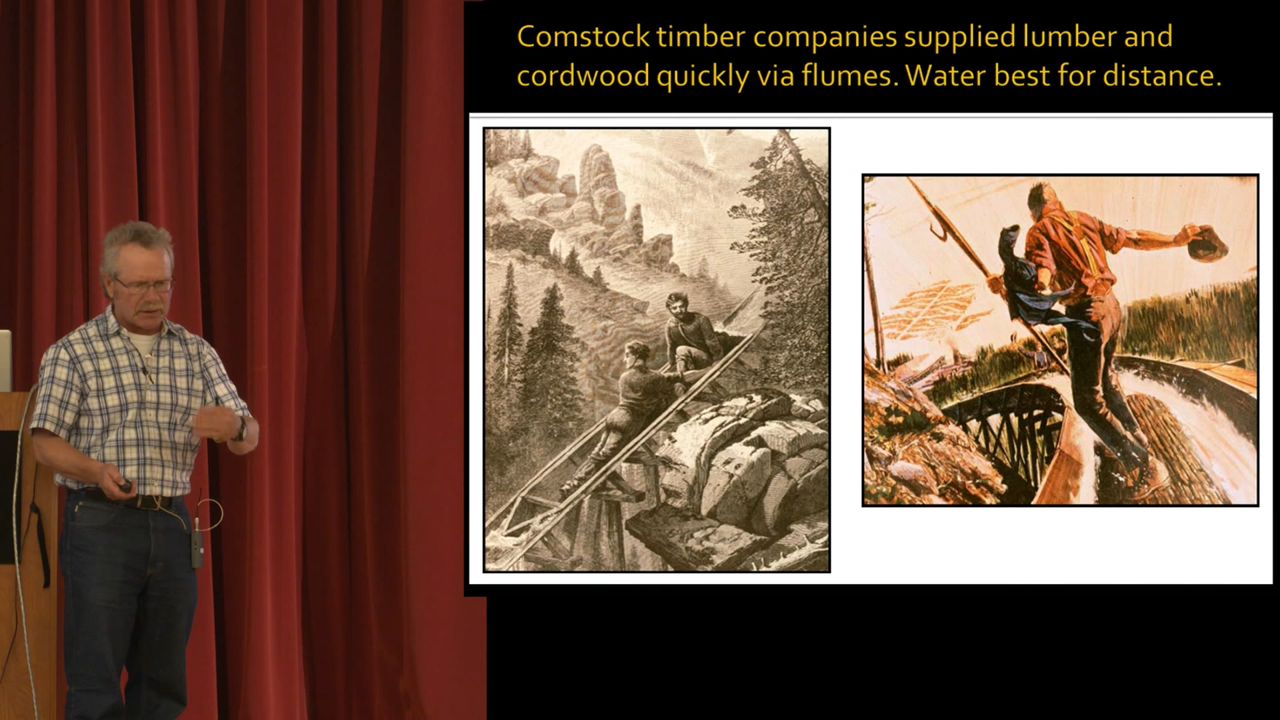 Comstock timber companies supplied lumber and
cordwood quickly via flumes. Water best for distance.